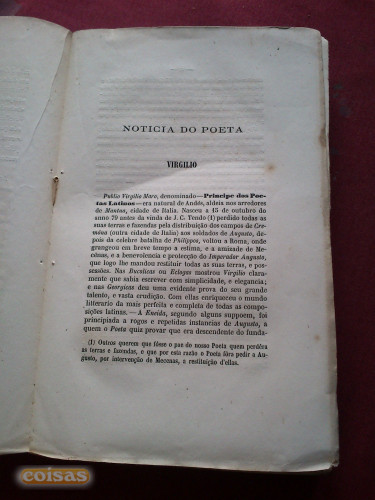 NOTICIA DO POETA
VIRGILIO
Publio Virgilio Maro, denominado—Principe dos Poe-
tas Latinos—era natural de Andés, aldeia nos arredores
de Mantua, cidade de Italia. Nasceu a 15 de outubro do
anno 70 antes da vinda de J. C. Tendo (1) perdido todas as
suas terras e fazendas pela distribuição dos campos de Cre-
mona (outra cidade de Italia) aos soldados de Augusto, de-
pois da celebre batalha de Philippos, voltou a Roma, onde
grangeou em breve tempo a estima, e a amisade de Me-
cênas, e a benevolencia e protecção do Imperador Augusto,
que logo lhe mandou restituir todas as suas terras, e pos-
sessões. Nas Bucolicas ou Eclogas mostrou Virgilio clara-
mente que sabia escrever com simplicidade, e elegancia;
e nas Georgicas deu uma evidente prova do seu grande
talento, e vasta erudição. Com ellas enriqueceu o mundo
litterario da mais perfeita e completa de todas as compo-
sições latinas. — A Eneida, segundo alguns suppoem, foi
principiada a rogos e repetidas instancias de Augusto, a
quem o Poeta quiz provar que era descendente do funda-
(1) Outros querem que fôsse o pae do nosso Poeta quem perdêra
as terras e fazendas, e que por esta razão o Poeta fôra pedir a Au-
gusto, por intervenção de Mecenas, a restituição d'ellas.
coisas